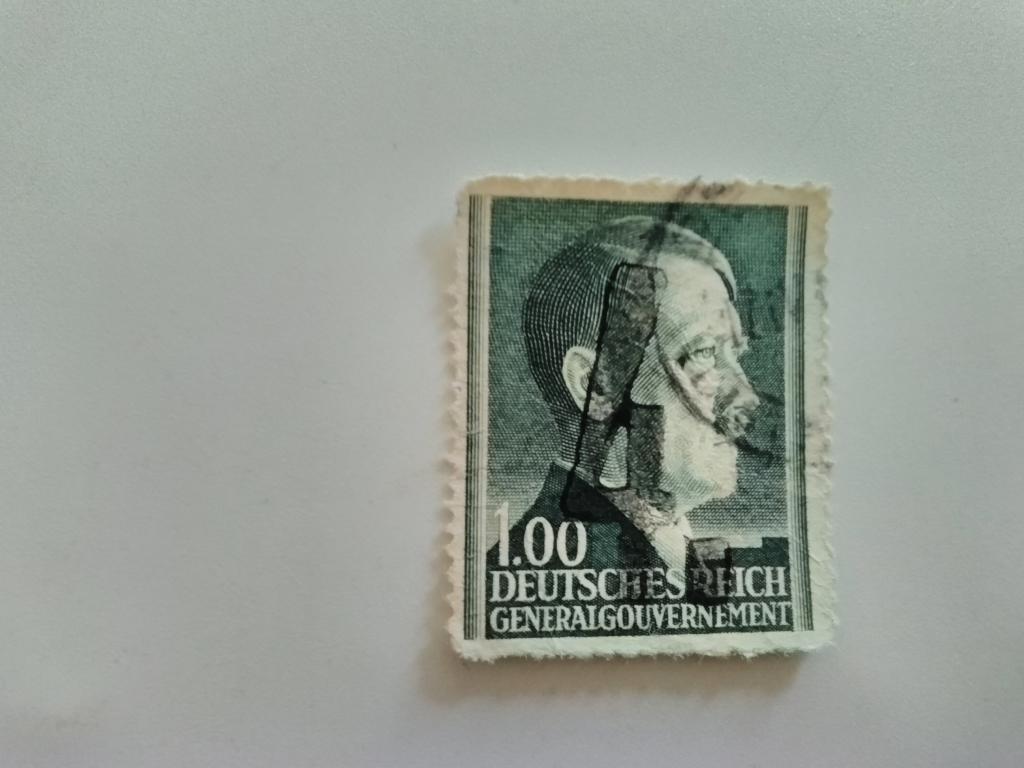 1.00
DEUTSCHES REICH
GENERALGOUVERNEMENT